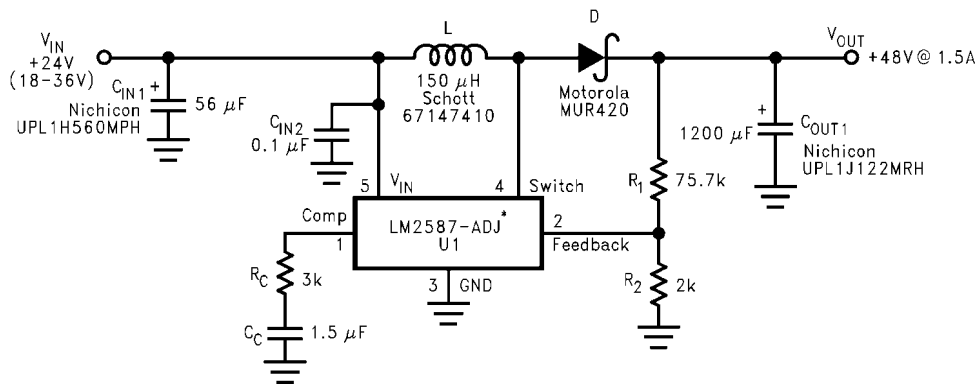 V_IN
+24V
(18-36V)
C_IN1 +
Nichicon
UPL1H560MPH
56 μF
C_IN2
0.1 μF
L
150 μH
Schott
67147410
D
Motorola
MUR420
V_OUT
+48V @ 1.5A
1200 μF
+
C_OUT1
Nichicon
UPL1J122MRH
R_1
75.7k
5
V_IN
4
Switch
Comp
1
LM2587-ADJ*
U1
2
Feedback
3
GND
R_C
3k
C_C
1.5 μF
R_2
2k